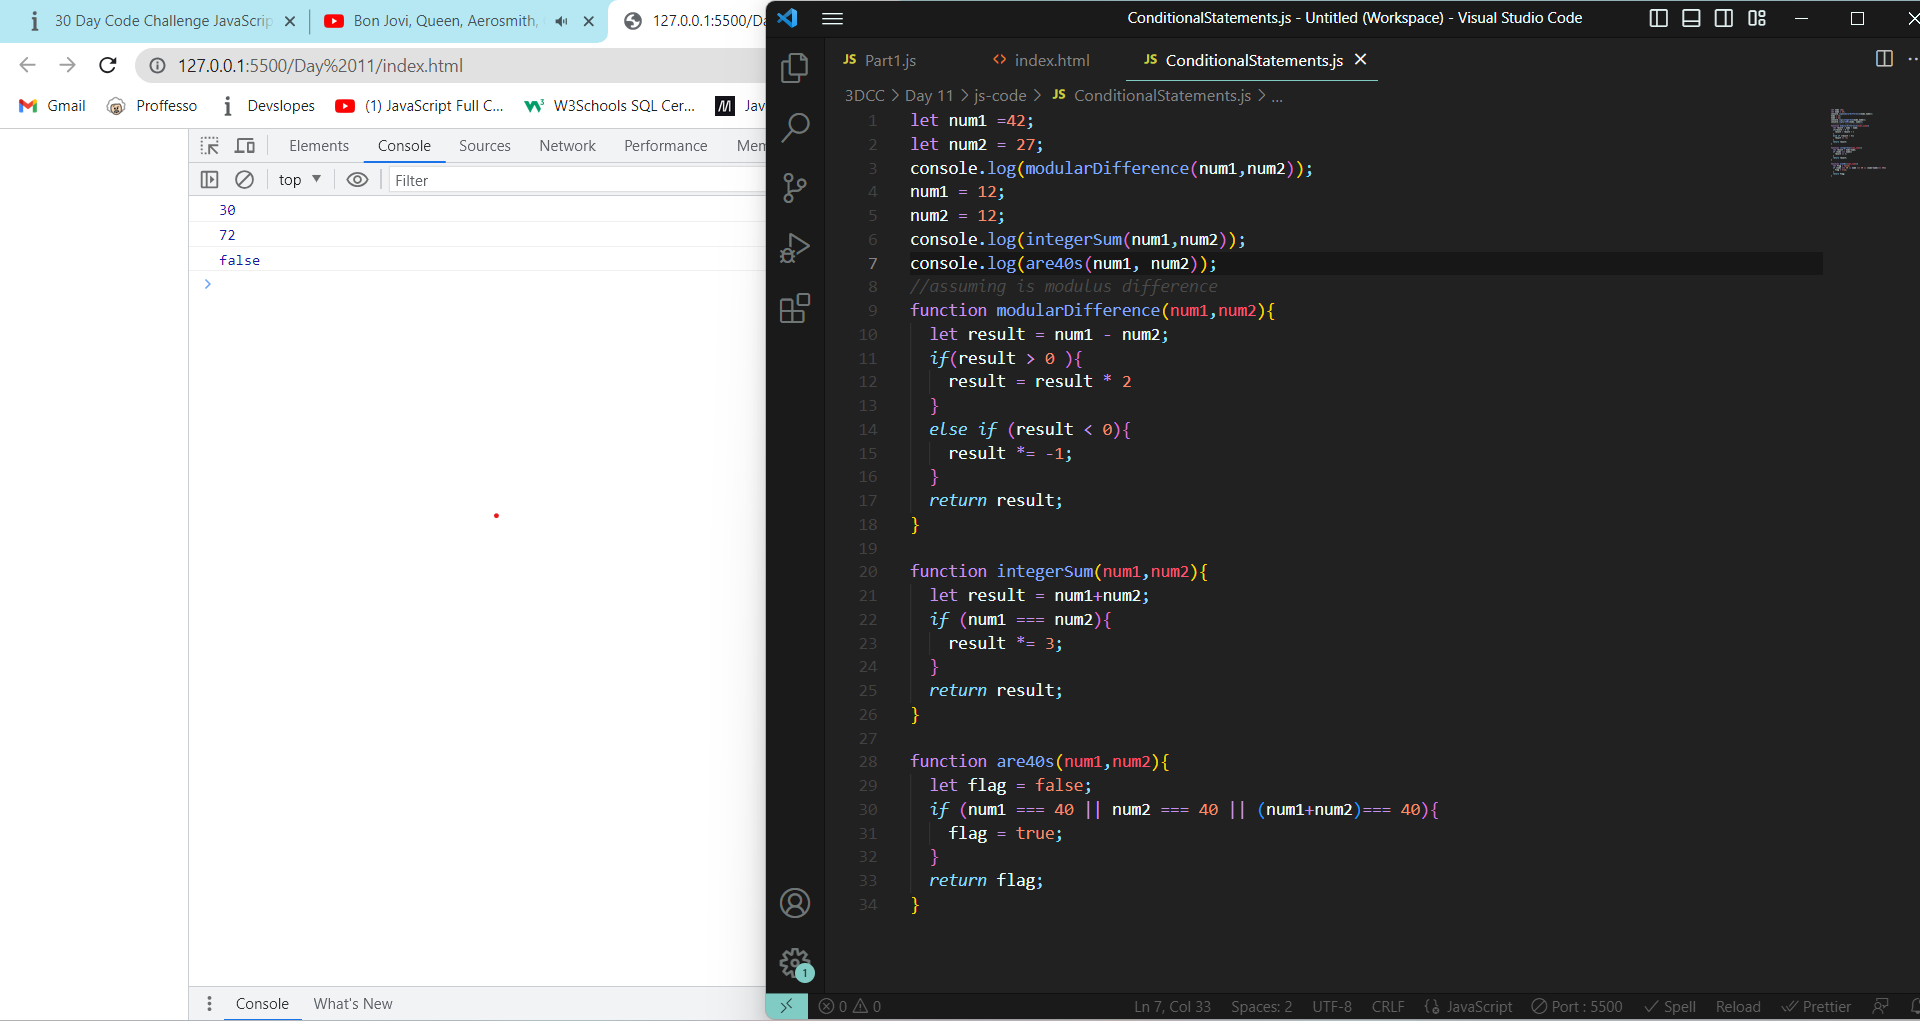 30 Day Code Challenge JavaScrip
Bon Jovi, Queen, Aerosmith,
127.0.0.1:5500/Da
127.0.0.1:5500/Day%2011/index.html
Gmail
Proffesso
Devslopes
(1) JavaScript Full C...
W3Schools SQL Cer...
Jav
Elements
Console
Sources
Network
Performance
Mem
top
Filter
30
72
false
Console
What's New
ConditionalStatements.js - Untitled (Workspace) - Visual Studio Code
JS Part1.js
<> index.html
JS ConditionalStatements.js
3DCC > Day 11 > js-code > JS ConditionalStatements.js > ...
1 let num1 =42;
2 let num2 = 27;
3 console.log(modularDifference(num1,num2));
4 num1 = 12;
5 num2 = 12;
6 console.log(integerSum(num1,num2));
7 console.log(are40s(num1, num2));
8 //assuming is modulus difference
9 function modularDifference(num1,num2){
10 let result = num1 - num2;
11 if(result > 0 ){
12 result = result * 2
13 }
14 else if (result < 0){
15 result *= -1;
16 }
17 return result;
18 }
19
20 function integerSum(num1,num2){
21 let result = num1+num2;
22 if (num1 === num2){
23 result *= 3;
24 }
25 return result;
26 }
27
28 function are40s(num1,num2){
29 let flag = false;
30 if (num1 === 40 || num2 === 40 || (num1+num2)=== 40){
31 flag = true;
32 }
33 return flag;
34 }
1
0 0
Ln 7, Col 33
Spaces: 2
UTF-8
CRLF
JavaScript
Port : 5500
Spell
Reload
Prettier